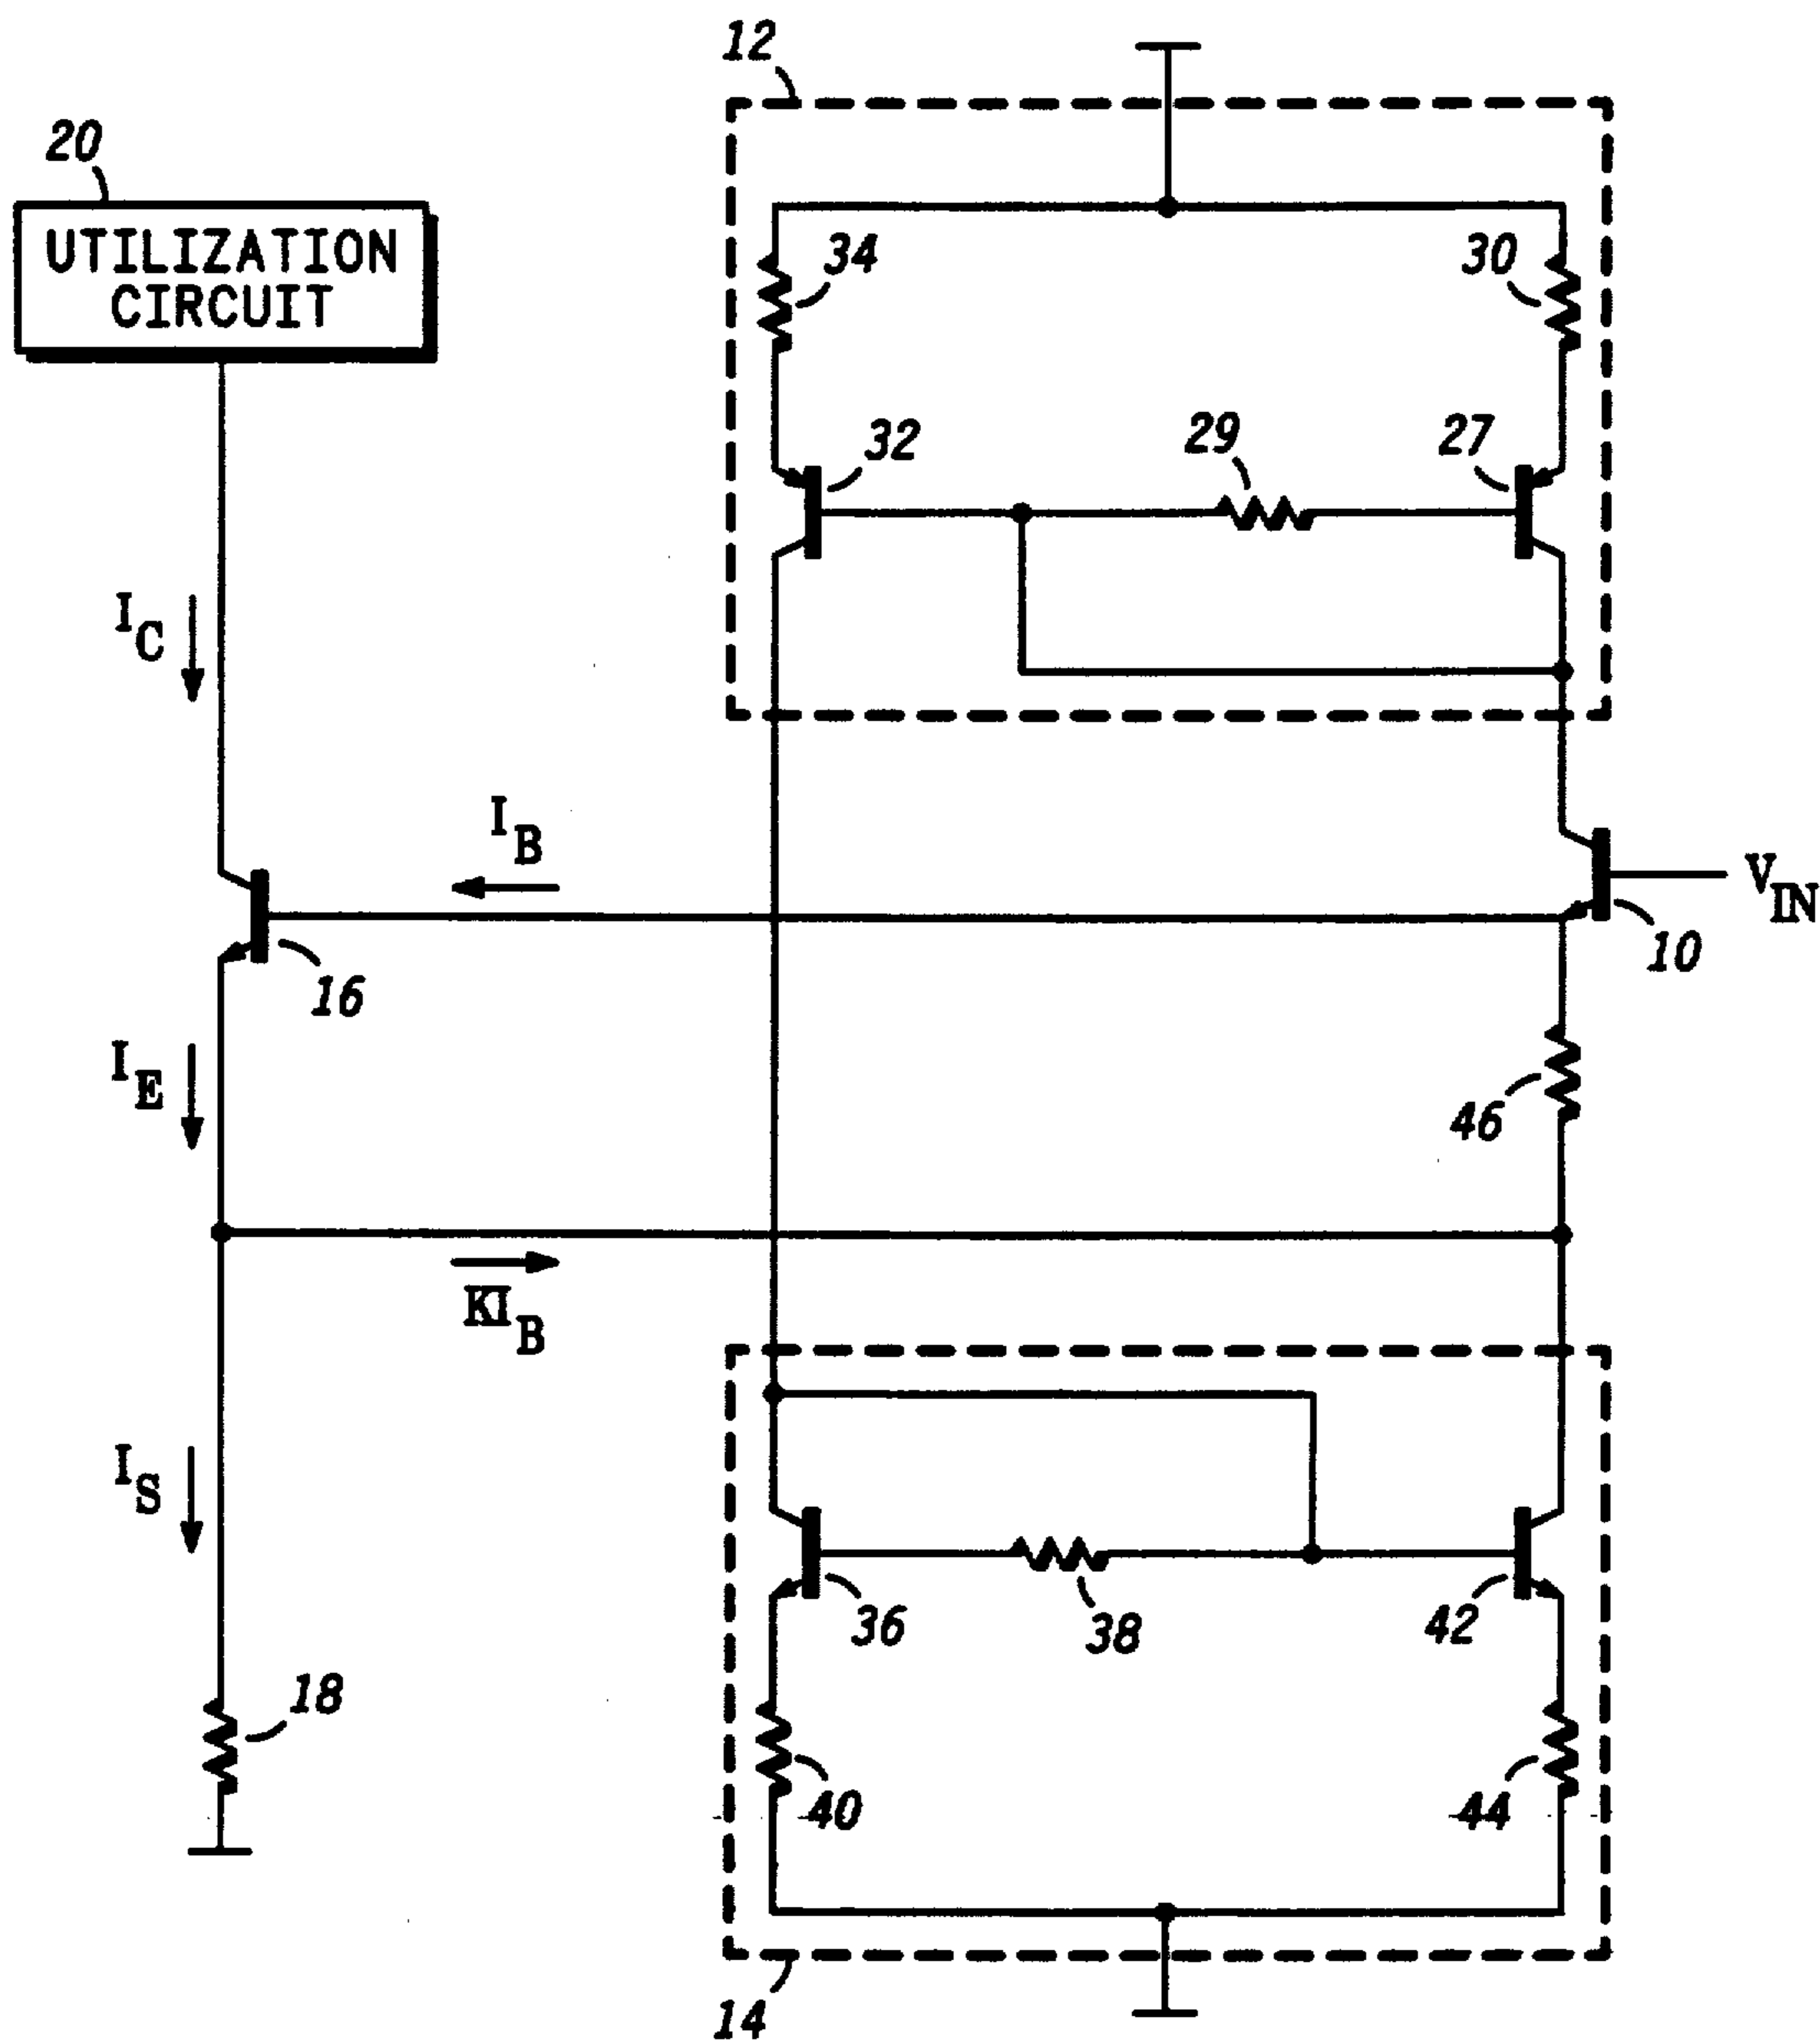 12
20
UTILIZATION
CIRCUIT
34
30
32
29
27
I_C
I_B
V_IN
10
16
I_E
46
KI_B
I_S
36
38
42
18
40
44
14